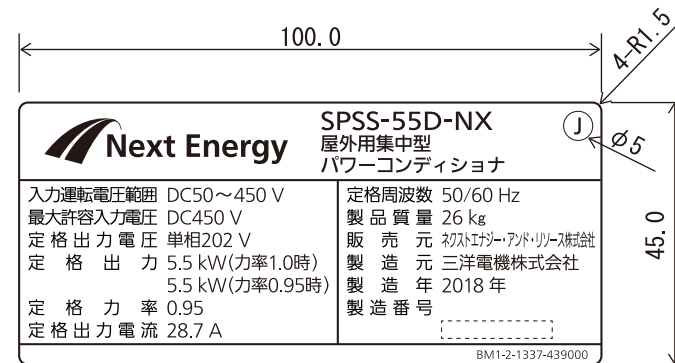 100.0
4-R1.5
Next Energy
SPSS-55D-NX
屋外用集中型
パワーコンディショナ
J
φ5
45.0
入力運転電圧範囲 DC50～450 V
最大許容入力電圧 DC450 V
定格出力電圧 単相202 V
定格出力 5.5 kW(力率1.0時)
5.5 kW(力率0.95時)
定格力率 0.95
定格出力電流 28.7 A
定格周波数 50/60 Hz
製品質量 26 kg
販売元 ネクストエナジー・アンド・リソース株式会社
製造元 三洋電機株式会社
製造年 2018 年
製造番号
BM1-2-1337-439000